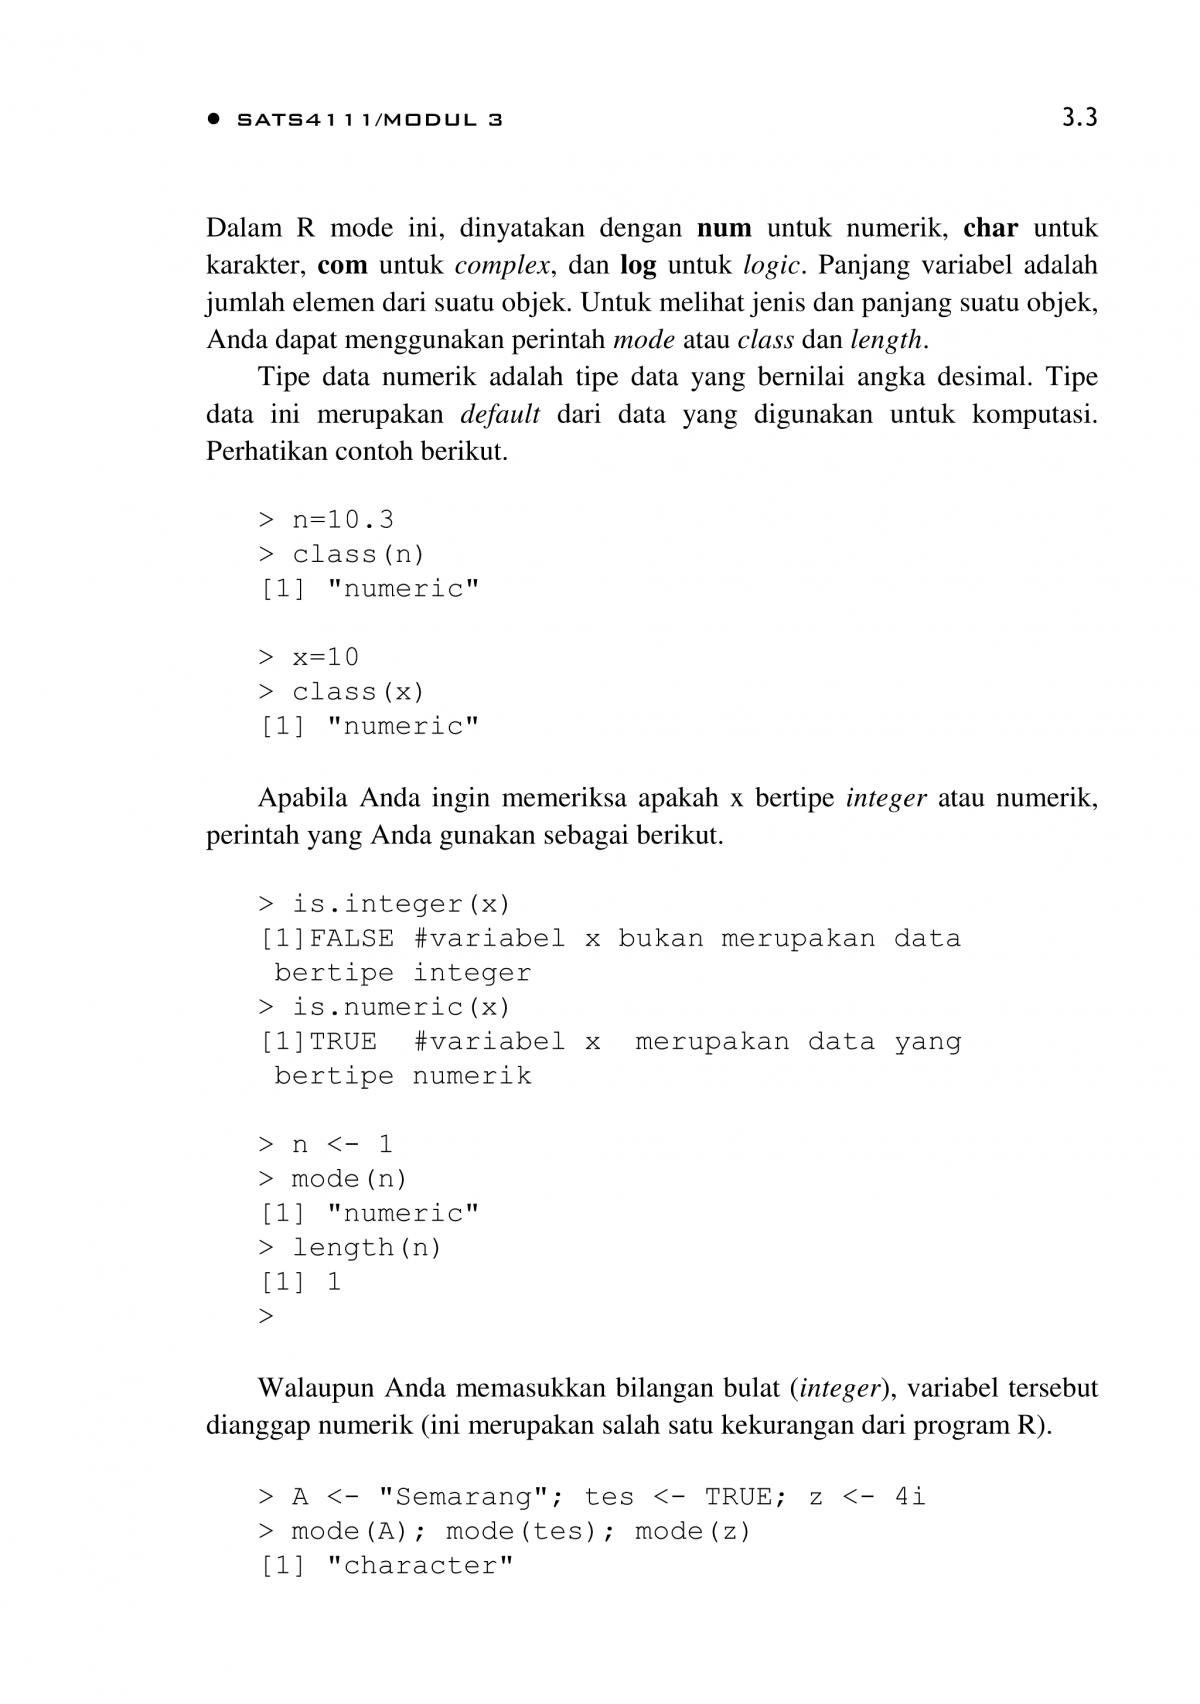 ● SATS4111/MODUL 3 3.3
Dalam R mode ini, dinyatakan dengan num untuk numerik, char untuk
karakter, com untuk complex, dan log untuk logic. Panjang variabel adalah
jumlah elemen dari suatu objek. Untuk melihat jenis dan panjang suatu objek,
Anda dapat menggunakan perintah mode atau class dan length.
Tipe data numerik adalah tipe data yang bernilai angka desimal. Tipe
data ini merupakan default dari data yang digunakan untuk komputasi.
Perhatikan contoh berikut.
> n=10.3
> class(n)
[1] "numeric"
> x=10
> class(x)
[1] "numeric"
Apabila Anda ingin memeriksa apakah x bertipe integer atau numerik,
perintah yang Anda gunakan sebagai berikut.
> is.integer(x)
[1]FALSE #variabel x bukan merupakan data
bertipe integer
> is.numeric(x)
[1]TRUE #variabel x merupakan data yang
bertipe numerik
> n <- 1
> mode(n)
[1] "numeric"
> length(n)
[1] 1
>
Walaupun Anda memasukkan bilangan bulat (integer), variabel tersebut
dianggap numerik (ini merupakan salah satu kekurangan dari program R).
> A <- "Semarang"; tes <- TRUE; z <- 4i
> mode(A); mode(tes); mode(z)
[1] "character"